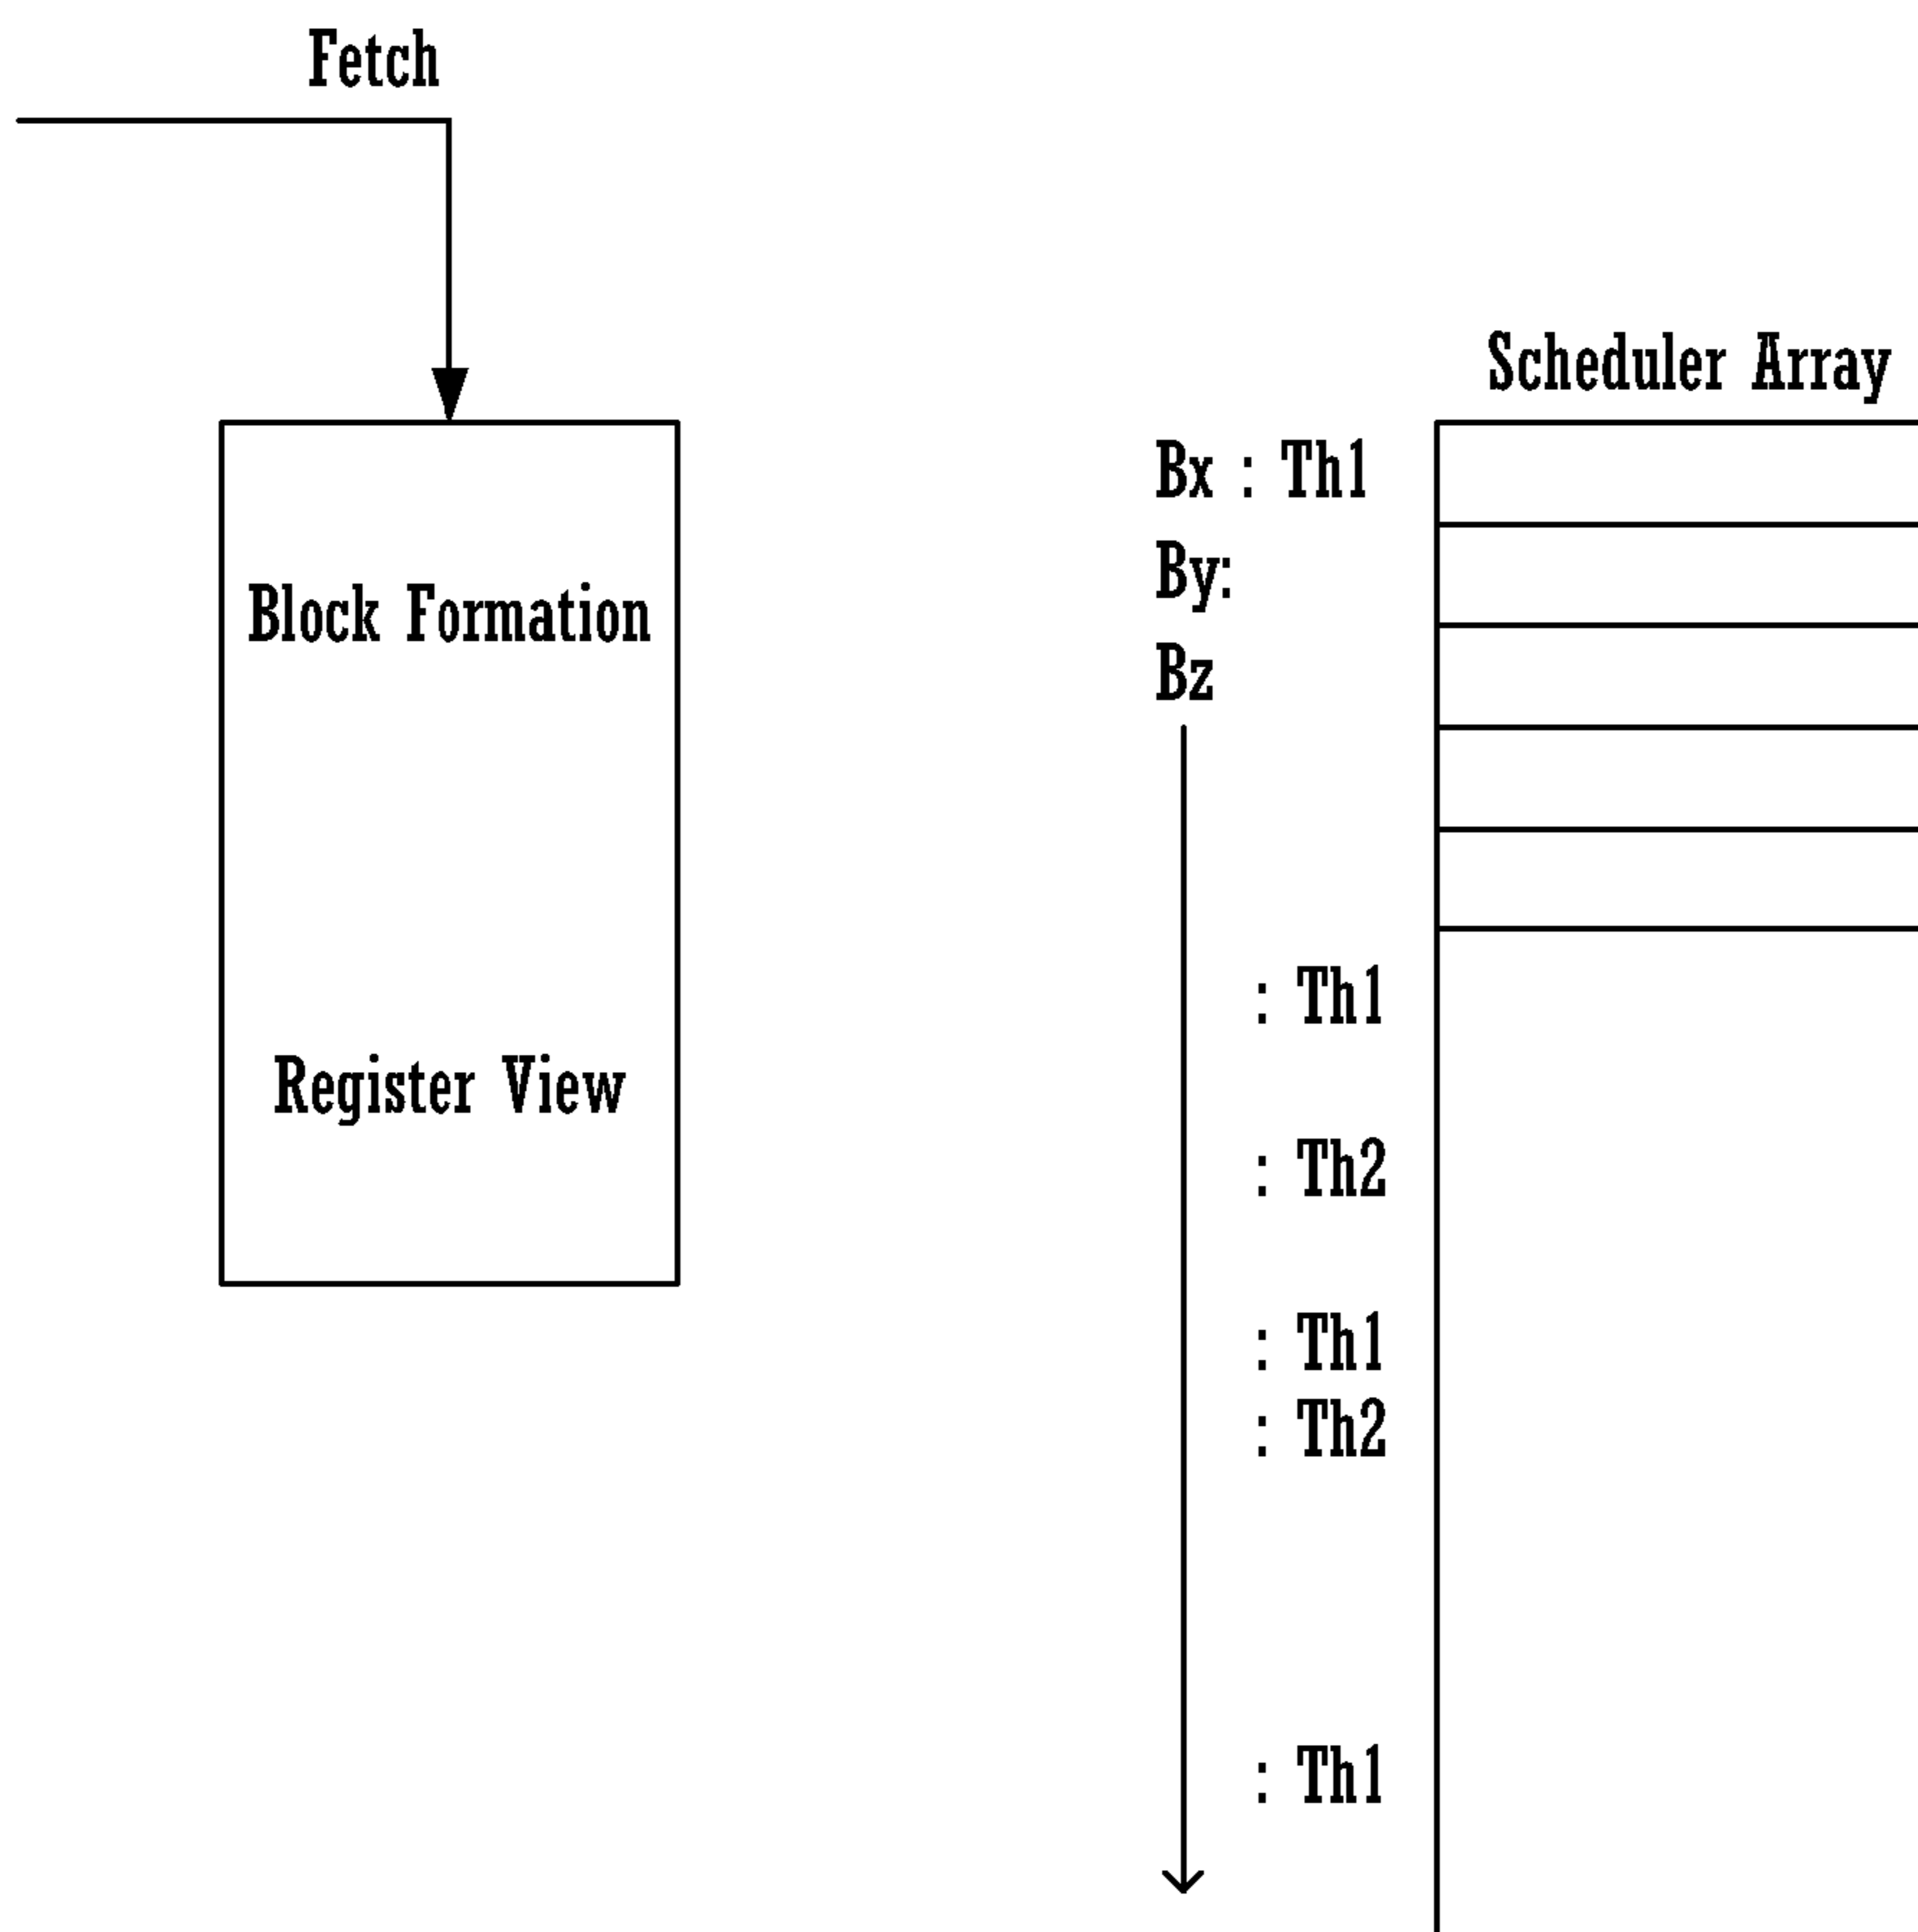 Fetch
Block Formation
Register View
Scheduler Array
Bx : Th1
By:
Bz
: Th1
: Th2
: Th1
: Th2
: Th1